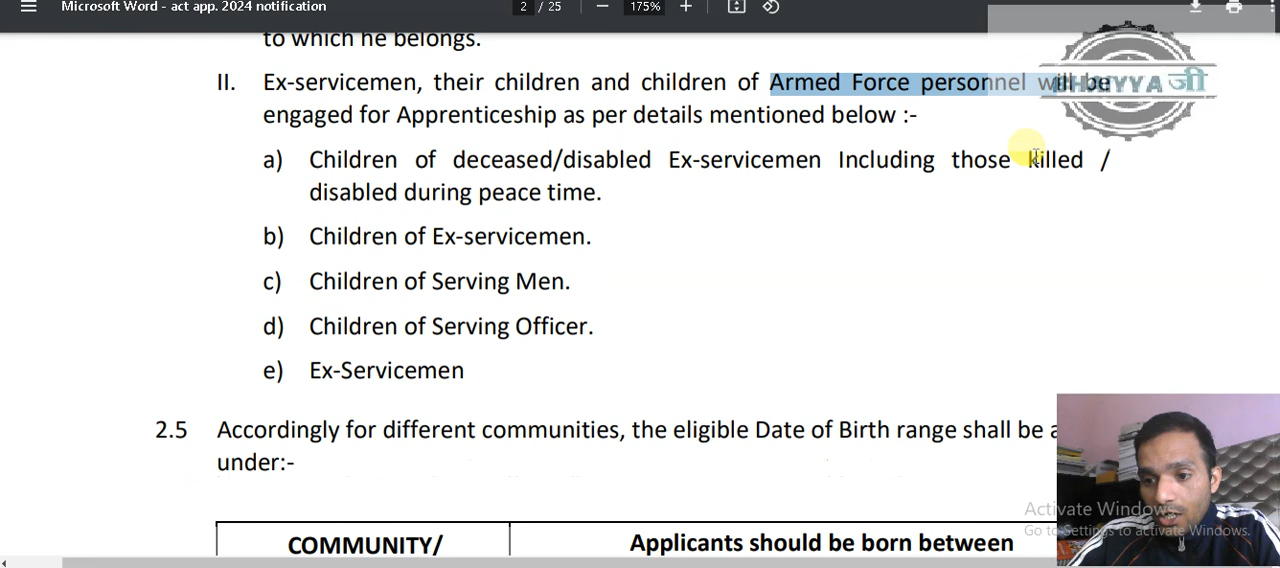 Microsoft Word - act app. 2024 notification
2 / 25
175%
to which he belongs.
II. Ex-servicemen, their children and children of Armed Force personnel will be
engaged for Apprenticeship as per details mentioned below :-
a) Children of deceased/disabled Ex-servicemen Including those killed /
disabled during peace time.
b) Children of Ex-servicemen.
c) Children of Serving Men.
d) Children of Serving Officer.
e) Ex-Servicemen
2.5 Accordingly for different communities, the eligible Date of Birth range shall be a
under:-
COMMUNITY/ Applicants should be born between
BHAIYYA जी
Activate Windows
Go to Settings to activate Windows.